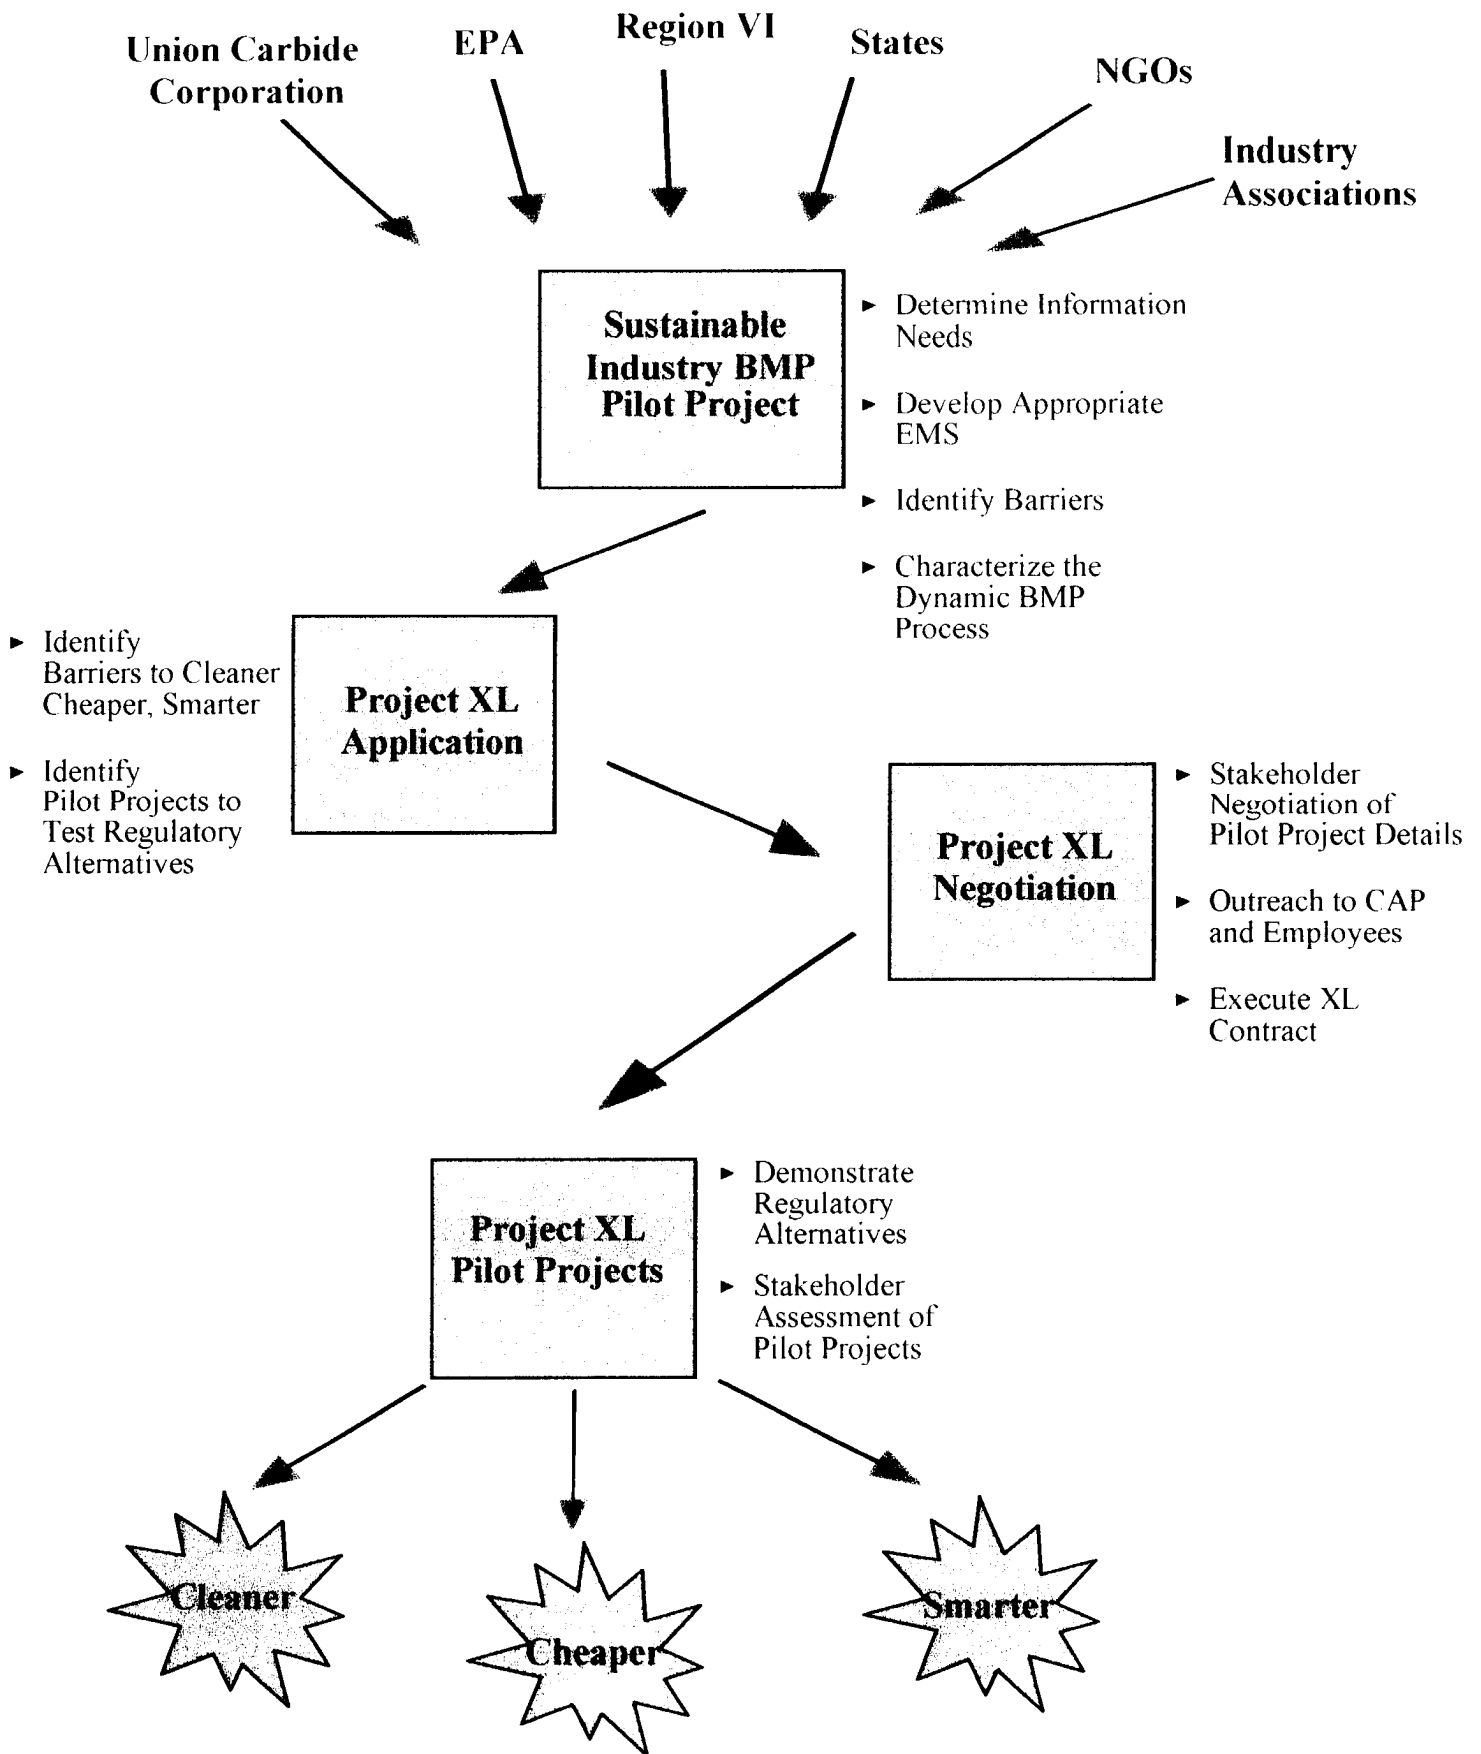 Union Carbide
Corporation
EPA
Region VI
States
NGOs
Industry
Associations
Sustainable
Industry BMP
Pilot Project
► Determine Information
Needs
► Develop Appropriate
EMS
► Identify Barriers
► Characterize the
Dynamic BMP
Process
► Identify
Barriers to Cleaner
Cheaper, Smarter
► Identify
Pilot Projects to
Test Regulatory
Alternatives
Project XL
Application
Project XL
Negotiation
► Stakeholder
Negotiation of
Pilot Project Details
► Outreach to CAP
and Employees
► Execute XL
Contract
Project XL
Pilot Projects
► Demonstrate
Regulatory
Alternatives
► Stakeholder
Assessment of
Pilot Projects
Cleaner
Cheaper
Smarter